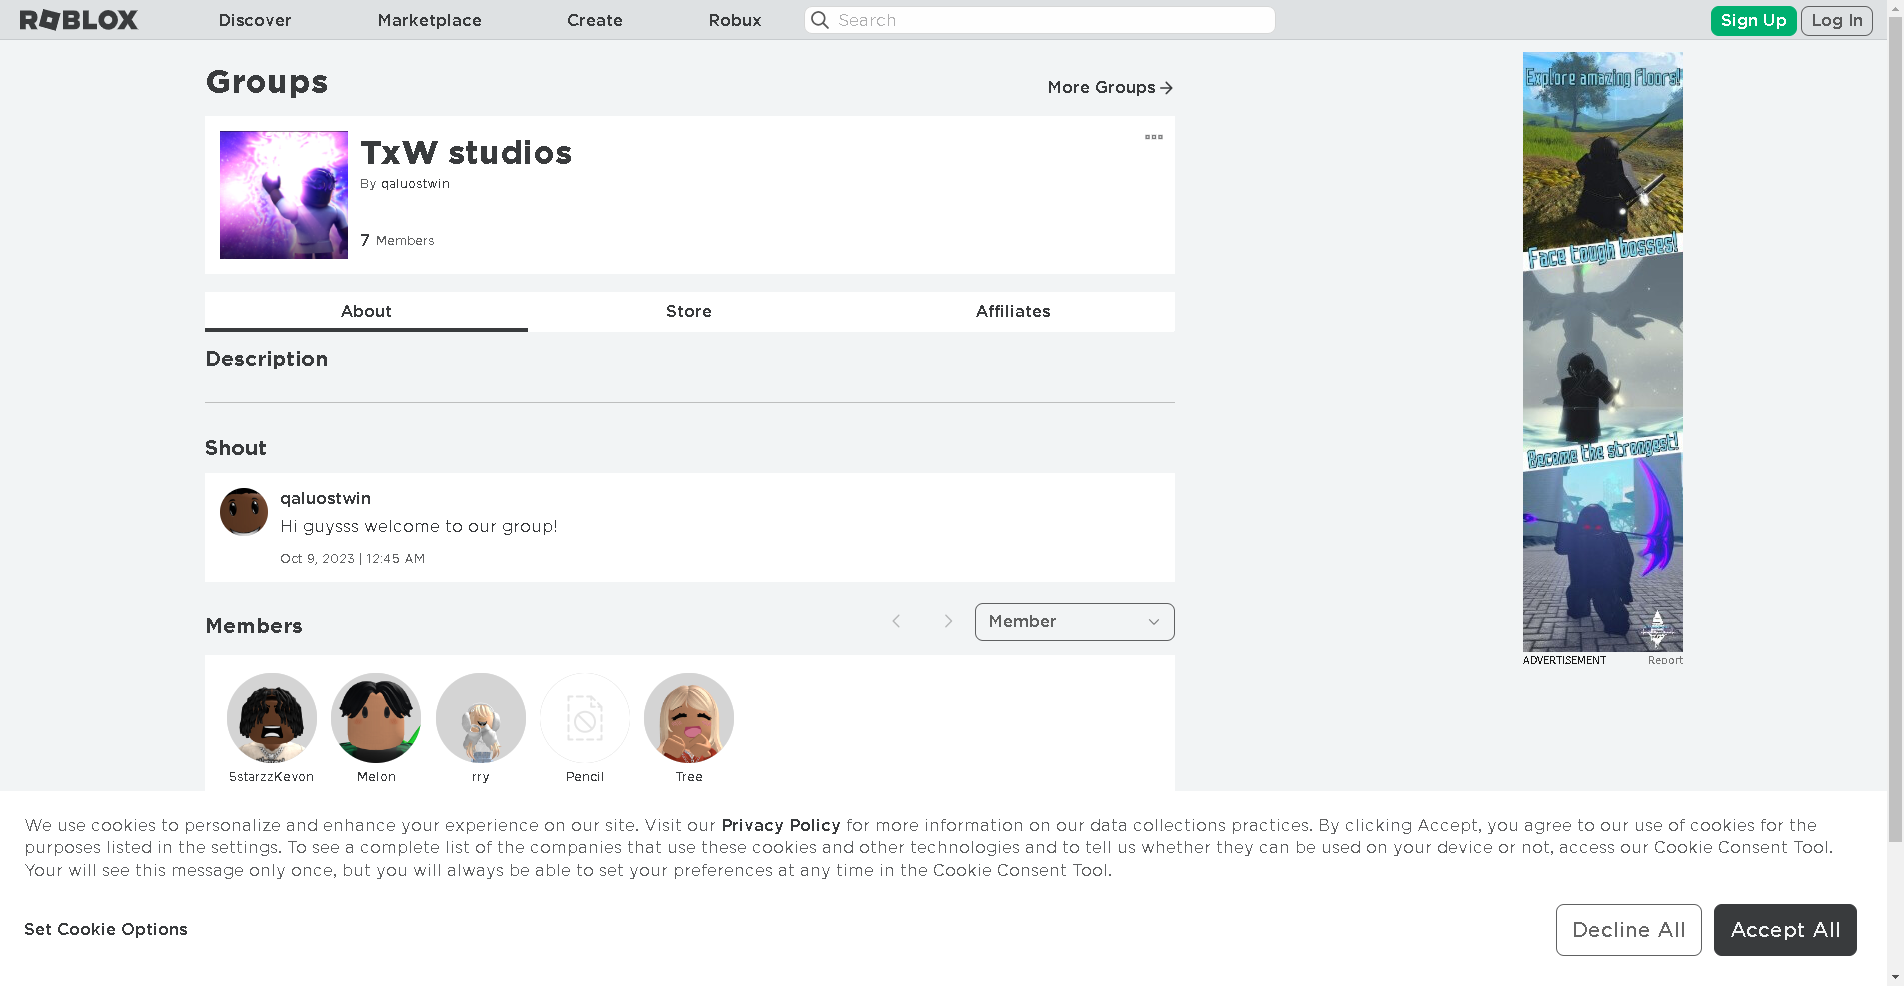 ROBLOX Discover Marketplace Create Robux Search Sign Up Log In
Groups
More Groups
TxW studios
By qaluostwin
7 Members
About Store Affiliates
Description
Shout
qaluostwin
Hi guysss welcome to our group!
Oct 9, 2023 | 12:45 AM
Members
Member
5starzzKevon Melon rry Pencil Tree
Explore amazing floors!
Face tough bosses!
Become the strongest!
ADVERTISEMENT Report
We use cookies to personalize and enhance your experience on our site. Visit our Privacy Policy for more information on our data collections practices. By clicking Accept, you agree to our use of cookies for the
purposes listed in the settings. To see a complete list of the companies that use these cookies and other technologies and to tell us whether they can be used on your device or not, access our Cookie Consent Tool.
Your will see this message only once, but you will always be able to set your preferences at any time in the Cookie Consent Tool.
Set Cookie Options
Decline All Accept All